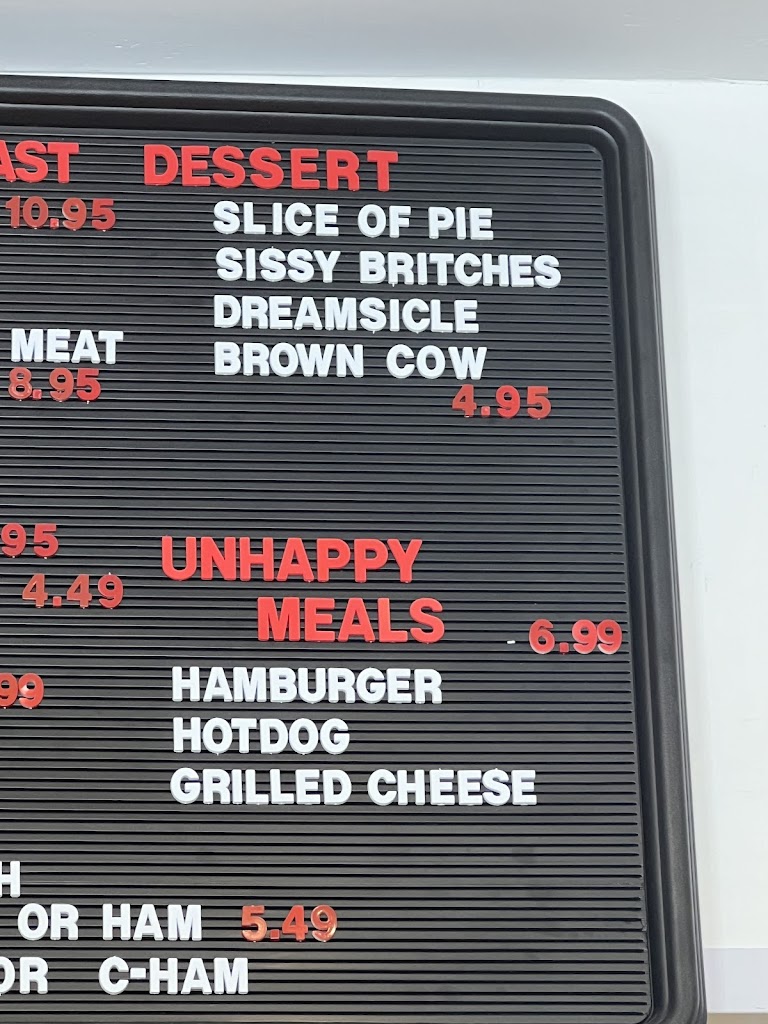 AST DESSERT
10.95 SLICE OF PIE
SISSY BRITCHES
DREAMSICLE
MEAT BROWN COW
8.95 4.95
95 UNHAPPY
4.49 MEALS - 6.99
99 HAMBURGER
HOTDOG
GRILLED CHEESE
H
OR HAM 5.49
OR C-HAM